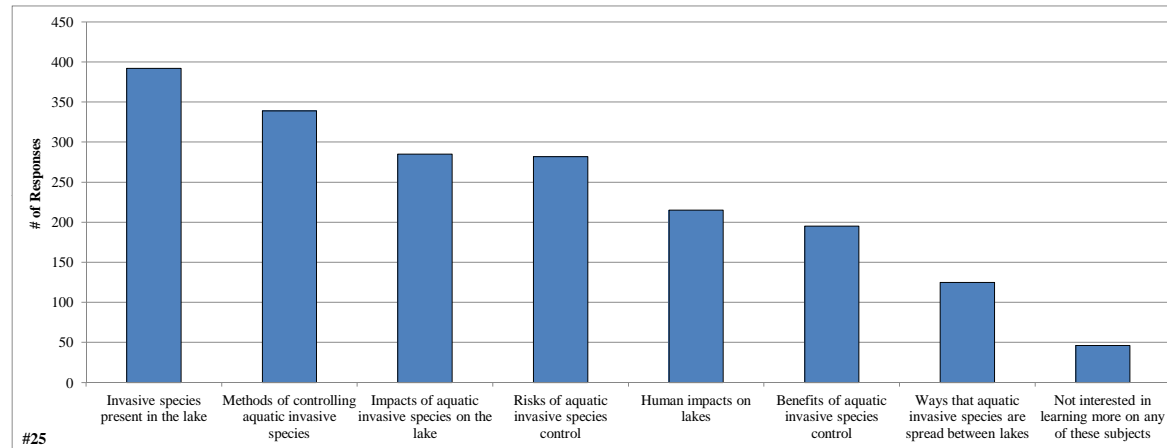 450
400
350
300
250
200
150
100
50
0
# of Responses
Invasive species
present in the lake
Methods of controlling
aquatic invasive
species
Impacts of aquatic
invasive species on the
lake
Risks of aquatic
invasive species
control
Human impacts on
lakes
Benefits of aquatic
invasive species
control
Ways that aquatic
invasive species are
spread between lakes
Not interested in
learning more on any
of these subjects
#25